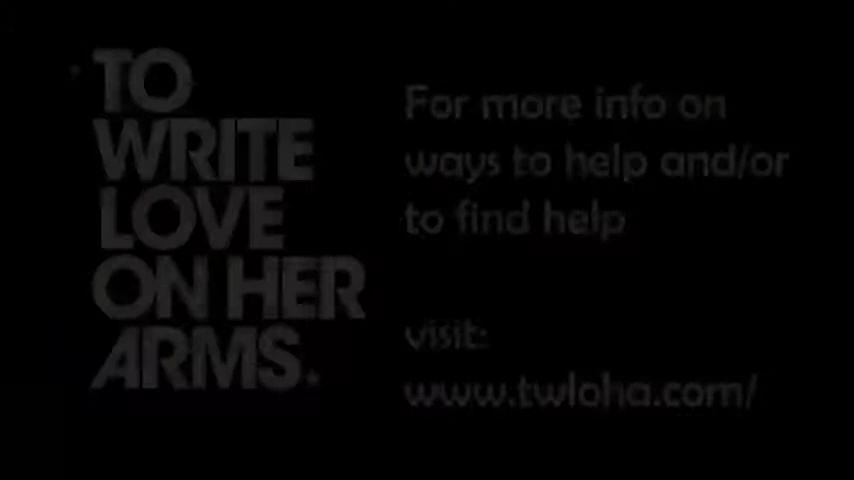 TO
WRITE
LOVE
ON HER
ARMS.
For more info on
ways to help and/or
to find help
visit:
www.twloha.com/